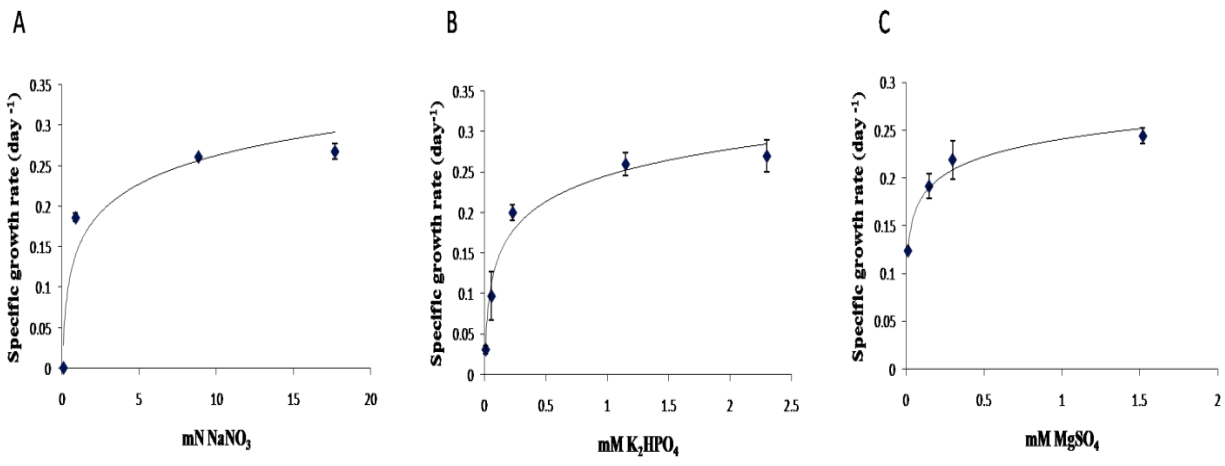 A
Specific growth rate (day -1)
0.35
0.3
0.25
0.2
0.15
0.1
0.05
0
0 5 10 15 20
mN NaNO3
B
Specific growth rate (day-1)
0.4
0.35
0.3
0.25
0.2
0.15
0.1
0.05
0
0 0.5 1 1.5 2 2.5
mM K2HPO4
C
Specific growth rate (day -1)
0.3
0.25
0.2
0.15
0.1
0.05
0
0 0.5 1 1.5 2
mM MgSO4